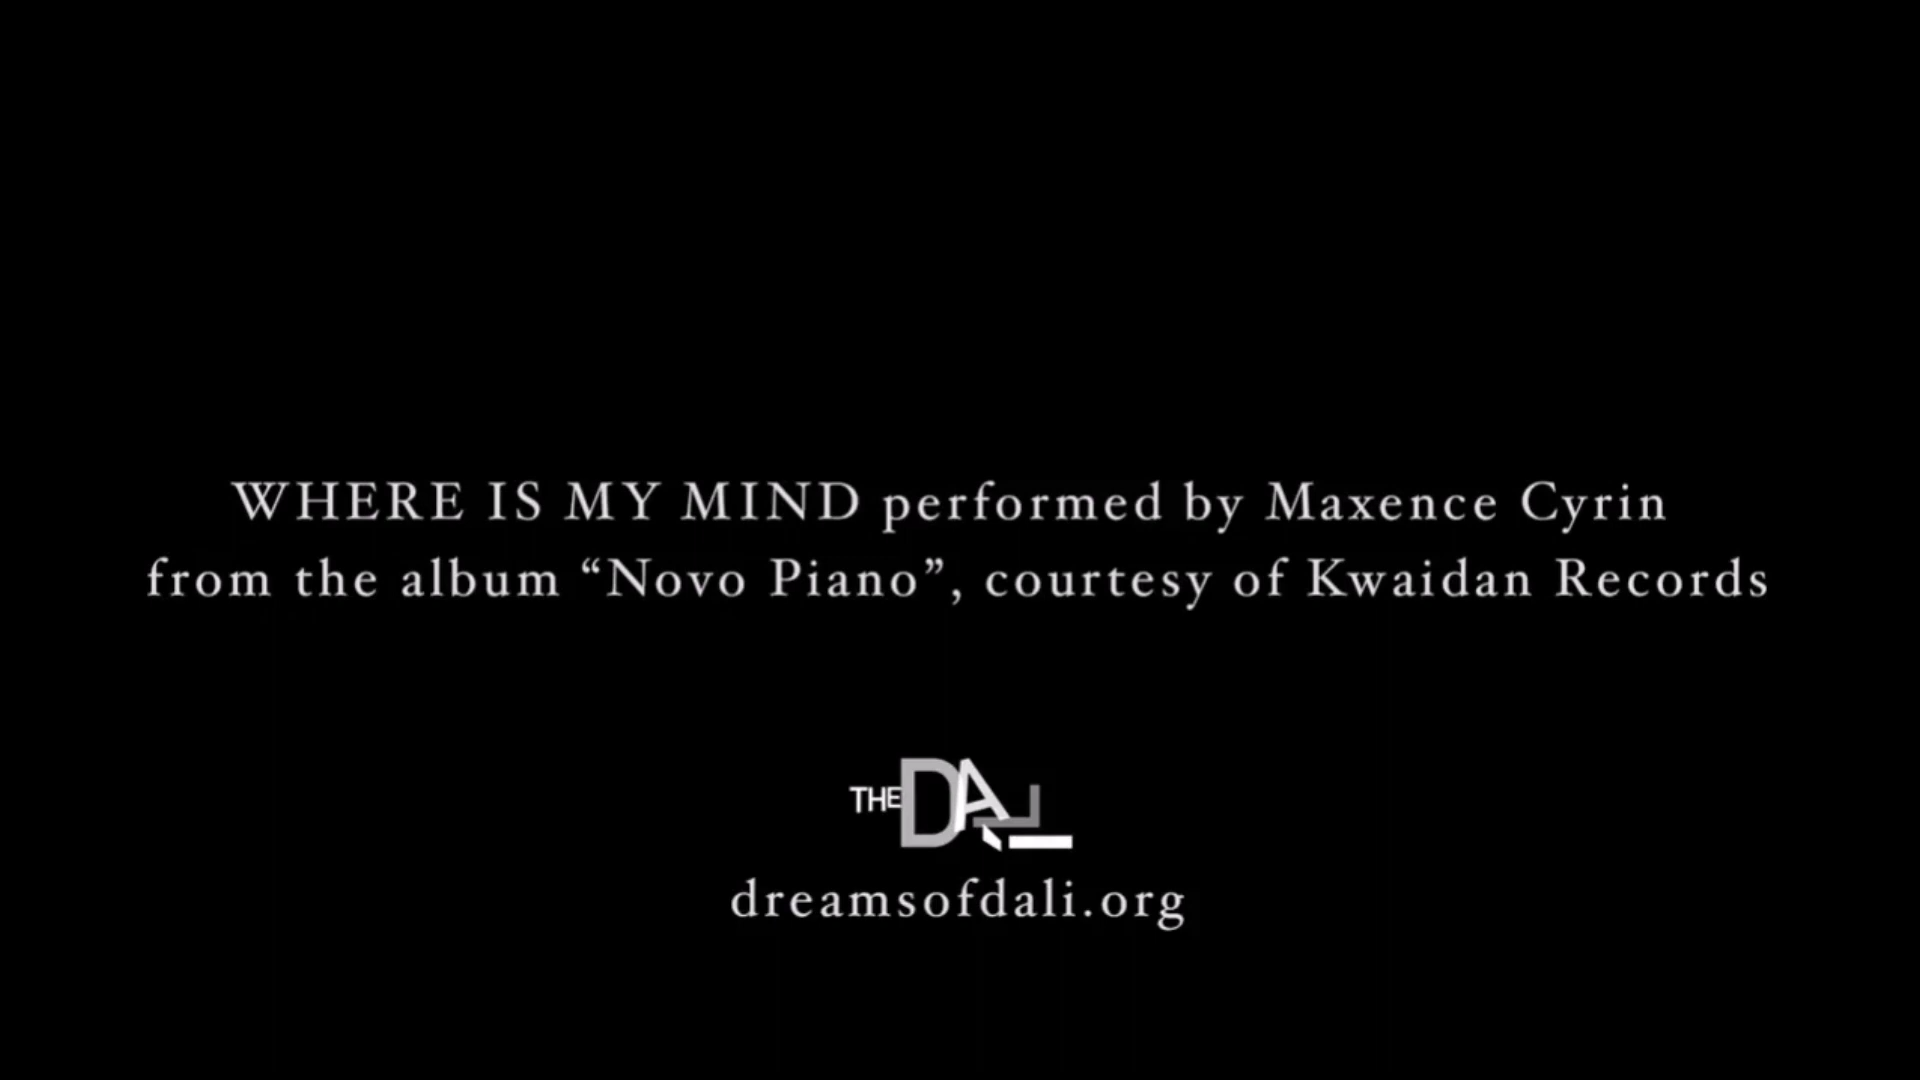 WHERE IS MY MIND performed by Maxence Cyrin
from the album “Novo Piano”, courtesy of Kwaidan Records
THE DALÍ
dreamsofdali.org